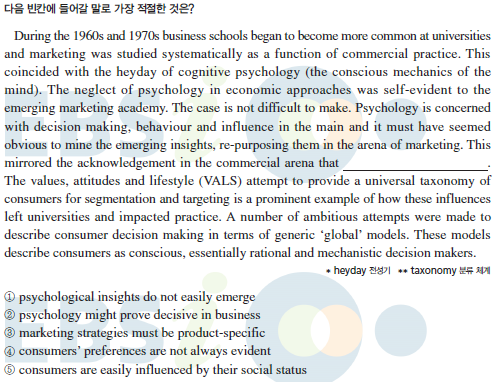 다음 빈칸에 들어갈 말로 가장 적절한 것은?
During the 1960s and 1970s business schools began to become more common at universities
and marketing was studied systematically as a function of commercial practice. This
coincided with the heyday of cognitive psychology (the conscious mechanics of the
mind). The neglect of psychology in economic approaches was self-evident to the
emerging marketing academy. The case is not difficult to make. Psychology is concerned
with decision making, behaviour and influence in the main and it must have seemed
obvious to mine the emerging insights, re-purposing them in the arena of marketing. This
mirrored the acknowledgement in the commercial arena that ____________________.
The values, attitudes and lifestyle (VALS) attempt to provide a universal taxonomy of
consumers for segmentation and targeting is a prominent example of how these influences
left universities and impacted practice. A number of ambitious attempts were made to
describe consumer decision making in terms of generic ‘global’ models. These models
describe consumers as conscious, essentially rational and mechanistic decision makers.
* heyday 전성기 ** taxonomy 분류 체계
① psychological insights do not easily emerge
② psychology might prove decisive in business
③ marketing strategies must be product-specific
④ consumers’ preferences are not always evident
⑤ consumers are easily influenced by their social status
EBS
EBS